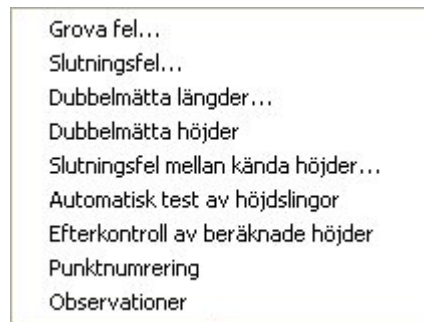 Grova fel...
Slutningsfel...
Dubbelmätta längder...
Dubbelmätta höjder
Slutningsfel mellan kända höjder...
Automatisk test av höjdslingor
Efterkontroll av beräknade höjder
Punktnumrering
Observationer